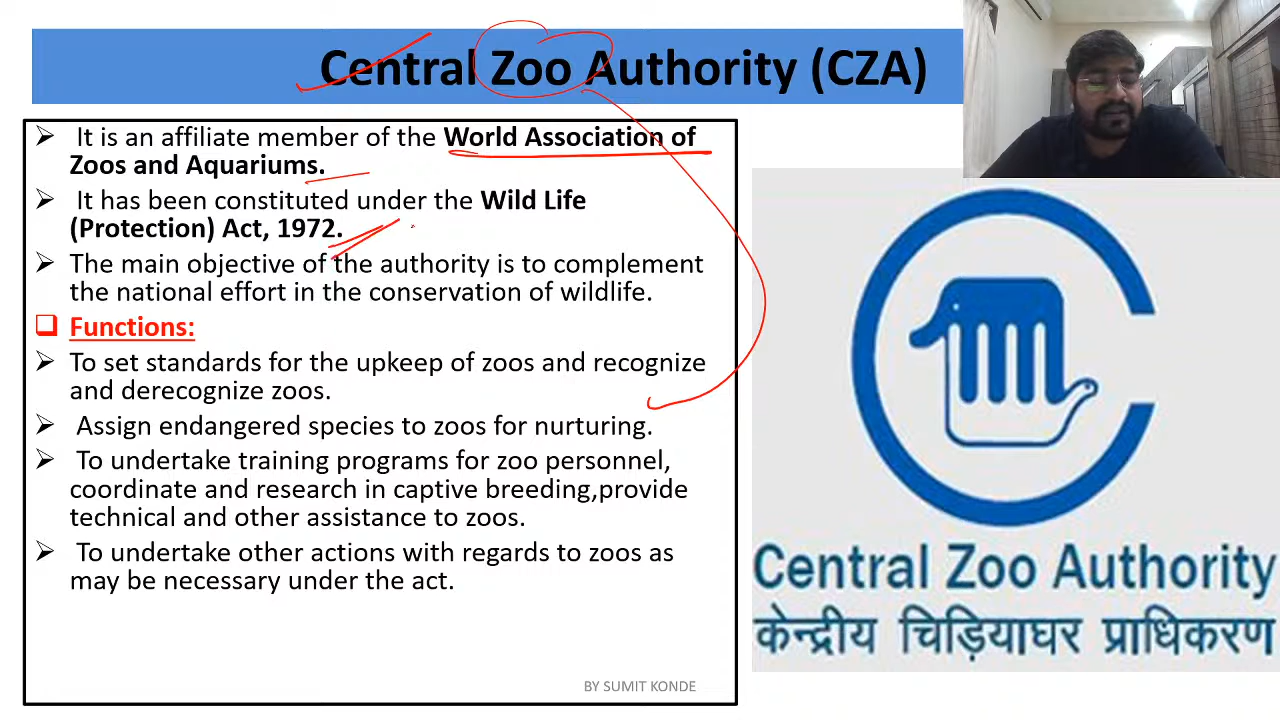 Central Zoo Authority (CZA)
➢ It is an affiliate member of the World Association of
Zoos and Aquariums.
➢ It has been constituted under the Wild Life
(Protection) Act, 1972.
➢ The main objective of the authority is to complement
the national effort in the conservation of wildlife.
❑ Functions:
➢ To set standards for the upkeep of zoos and recognize
and derecognize zoos.
➢ Assign endangered species to zoos for nurturing.
➢ To undertake training programs for zoo personnel,
coordinate and research in captive breeding,provide
technical and other assistance to zoos.
➢ To undertake other actions with regards to zoos as
may be necessary under the act.
BY SUMIT KONDE
Central Zoo Authority
केन्द्रीय चिड़ियाघर प्राधिकरण